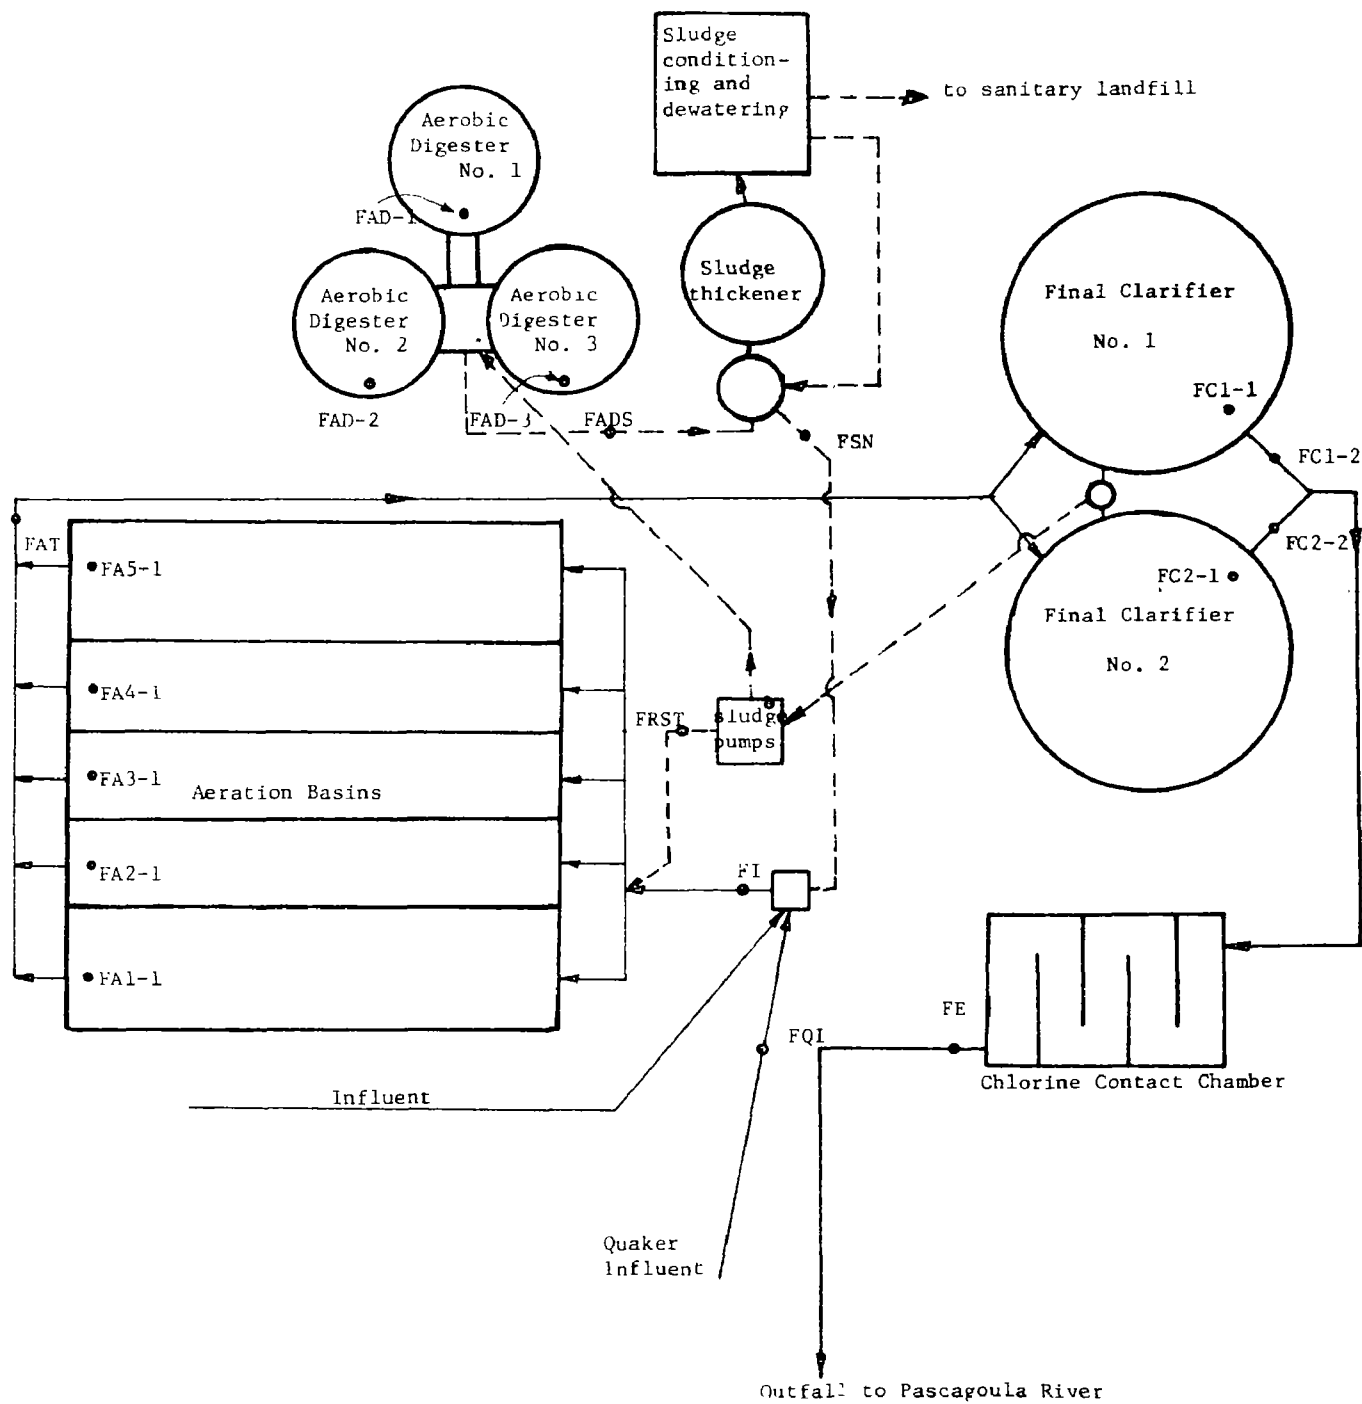 Sludge
condition-
ing and
dewatering
to sanitary landfill
Aerobic
Digester
No. 1
FAD-1
Aerobic
Digester
No. 2
Aerobic
Digester
No. 3
Sludge
thickener
Final Clarifier
No. 1
FC1-1
FAD-2
FAD-3
FADS
FSN
FC1-2
FAT
FA5-1
FC2-2
FC2-1
Final Clarifier
No. 2
FA4-1
FRST
sludge
pumps
FA3-1
Aeration Basins
FA2-1
FI
FA1-1
FE
FQI
Chlorine Contact Chamber
Influent
Quaker
Influent
Outfall to Pascagoula River